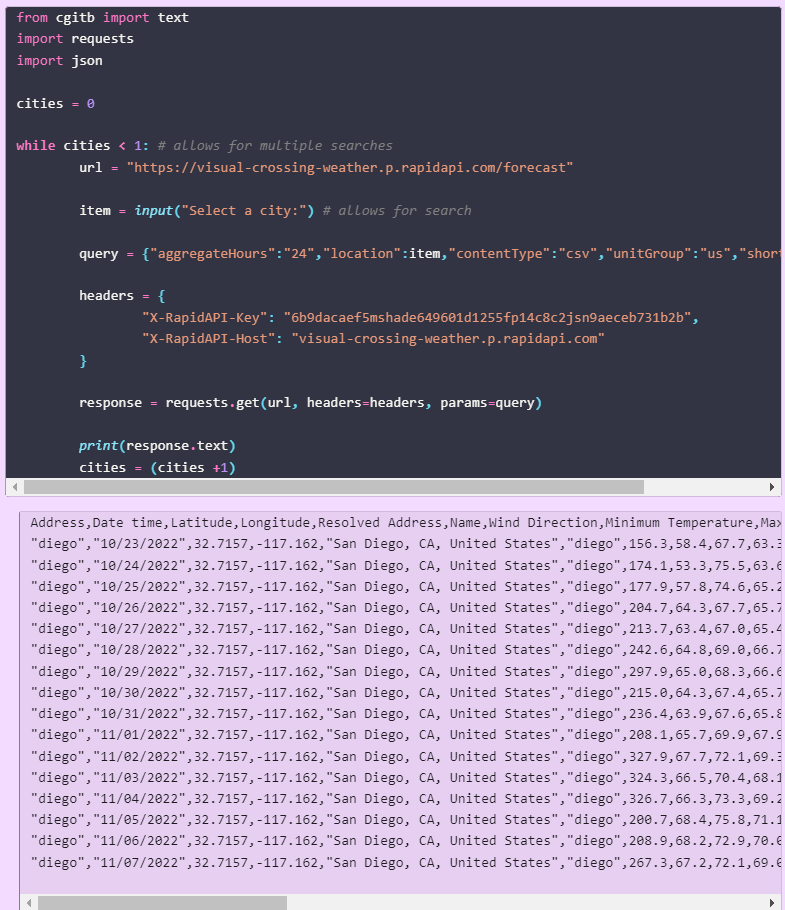 from cgitb import text
import requests
import json
cities = 0
while cities < 1: # allows for multiple searches
url = "https://visual-crossing-weather.p.rapidapi.com/forecast"
item = input("Select a city:") # allows for search
query = {"aggregateHours":"24","location":item,"contentType":"csv","unitGroup":"us","shor
headers = {
"X-RapidAPI-Key": "6b9dacaef5mshade649601d1255fp14c8c2jsn9aeceb731b2b",
"X-RapidAPI-Host": "visual-crossing-weather.p.rapidapi.com"
}
response = requests.get(url, headers=headers, params=query)
print(response.text)
cities = (cities +1)
Address,Date time,Latitude,Longitude,Resolved Address,Name,Wind Direction,Minimum Temperature,Max
"diego","10/23/2022",32.7157,-117.162,"San Diego, CA, United States","diego",156.3,58.4,67.7,63.3
"diego","10/24/2022",32.7157,-117.162,"San Diego, CA, United States","diego",174.1,53.3,75.5,63.6
"diego","10/25/2022",32.7157,-117.162,"San Diego, CA, United States","diego",177.9,57.8,74.6,65.2
"diego","10/26/2022",32.7157,-117.162,"San Diego, CA, United States","diego",204.7,64.3,67.7,65.7
"diego","10/27/2022",32.7157,-117.162,"San Diego, CA, United States","diego",213.7,63.4,67.0,65.4
"diego","10/28/2022",32.7157,-117.162,"San Diego, CA, United States","diego",242.6,64.8,69.0,66.7
"diego","10/29/2022",32.7157,-117.162,"San Diego, CA, United States","diego",297.9,65.0,68.3,66.6
"diego","10/30/2022",32.7157,-117.162,"San Diego, CA, United States","diego",215.0,64.3,67.4,65.7
"diego","10/31/2022",32.7157,-117.162,"San Diego, CA, United States","diego",236.4,63.9,67.6,65.8
"diego","11/01/2022",32.7157,-117.162,"San Diego, CA, United States","diego",208.1,65.7,69.9,67.9
"diego","11/02/2022",32.7157,-117.162,"San Diego, CA, United States","diego",327.9,67.7,72.1,69.3
"diego","11/03/2022",32.7157,-117.162,"San Diego, CA, United States","diego",324.3,66.5,70.4,68.1
"diego","11/04/2022",32.7157,-117.162,"San Diego, CA, United States","diego",326.7,66.3,73.3,69.2
"diego","11/05/2022",32.7157,-117.162,"San Diego, CA, United States","diego",200.7,68.4,75.8,71.1
"diego","11/06/2022",32.7157,-117.162,"San Diego, CA, United States","diego",208.9,68.2,72.9,70.0
"diego","11/07/2022",32.7157,-117.162,"San Diego, CA, United States","diego",267.3,67.2,72.1,69.0